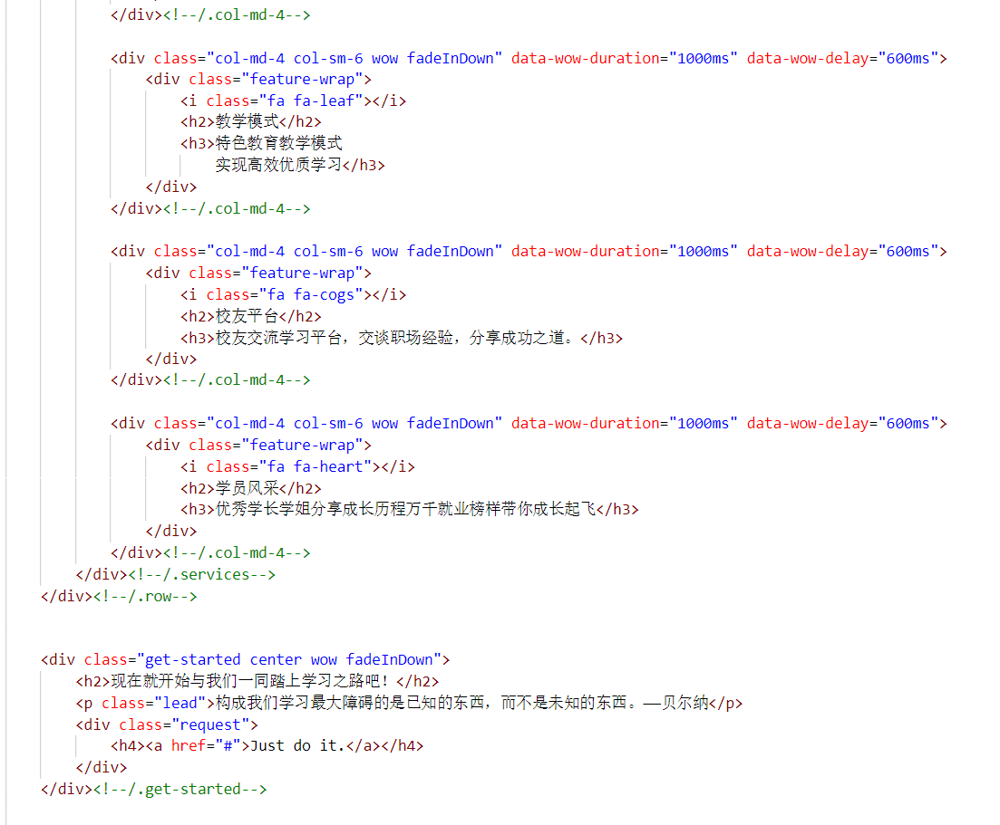 </div><!--/.col-md-4-->
<div class="col-md-4 col-sm-6 wow fadeInDown" data-wow-duration="1000ms" data-wow-delay="600ms">
<div class="feature-wrap">
<i class="fa fa-leaf"></i>
<h2>教学模式</h2>
<h3>特色教育教学模式
实现高效优质学习</h3>
</div>
</div><!--/.col-md-4-->
<div class="col-md-4 col-sm-6 wow fadeInDown" data-wow-duration="1000ms" data-wow-delay="600ms">
<div class="feature-wrap">
<i class="fa fa-cogs"></i>
<h2>校友平台</h2>
<h3>校友交流学习平台，交谈职场经验，分享成功之道。</h3>
</div>
</div><!--/.col-md-4-->
<div class="col-md-4 col-sm-6 wow fadeInDown" data-wow-duration="1000ms" data-wow-delay="600ms">
<div class="feature-wrap">
<i class="fa fa-heart"></i>
<h2>学员风采</h2>
<h3>优秀学长学姐分享成长历程万千就业榜样带你成长起飞</h3>
</div>
</div><!--/.col-md-4-->
</div><!--/.services-->
</div><!--/.row-->
<div class="get-started center wow fadeInDown">
<h2>现在就开始与我们一同踏上学习之路吧！</h2>
<p class="lead">构成我们学习最大障碍的是已知的东西，而不是未知的东西。——贝尔纳</p>
<div class="request">
<h4><a href="#">Just do it.</a></h4>
</div>
</div><!--/.get-started-->